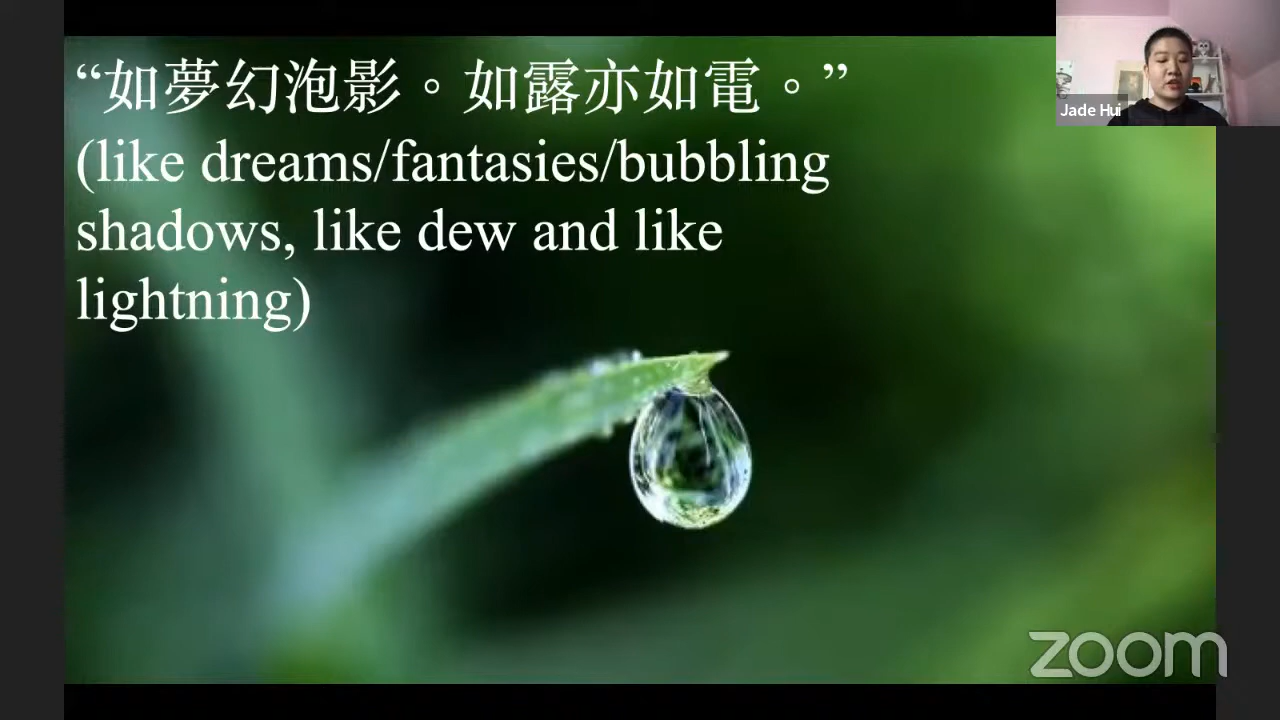 “如夢幻泡影。如露亦如電。”
(like dreams/fantasies/bubbling
shadows, like dew and like
lightning)
Jade Hui
zoom